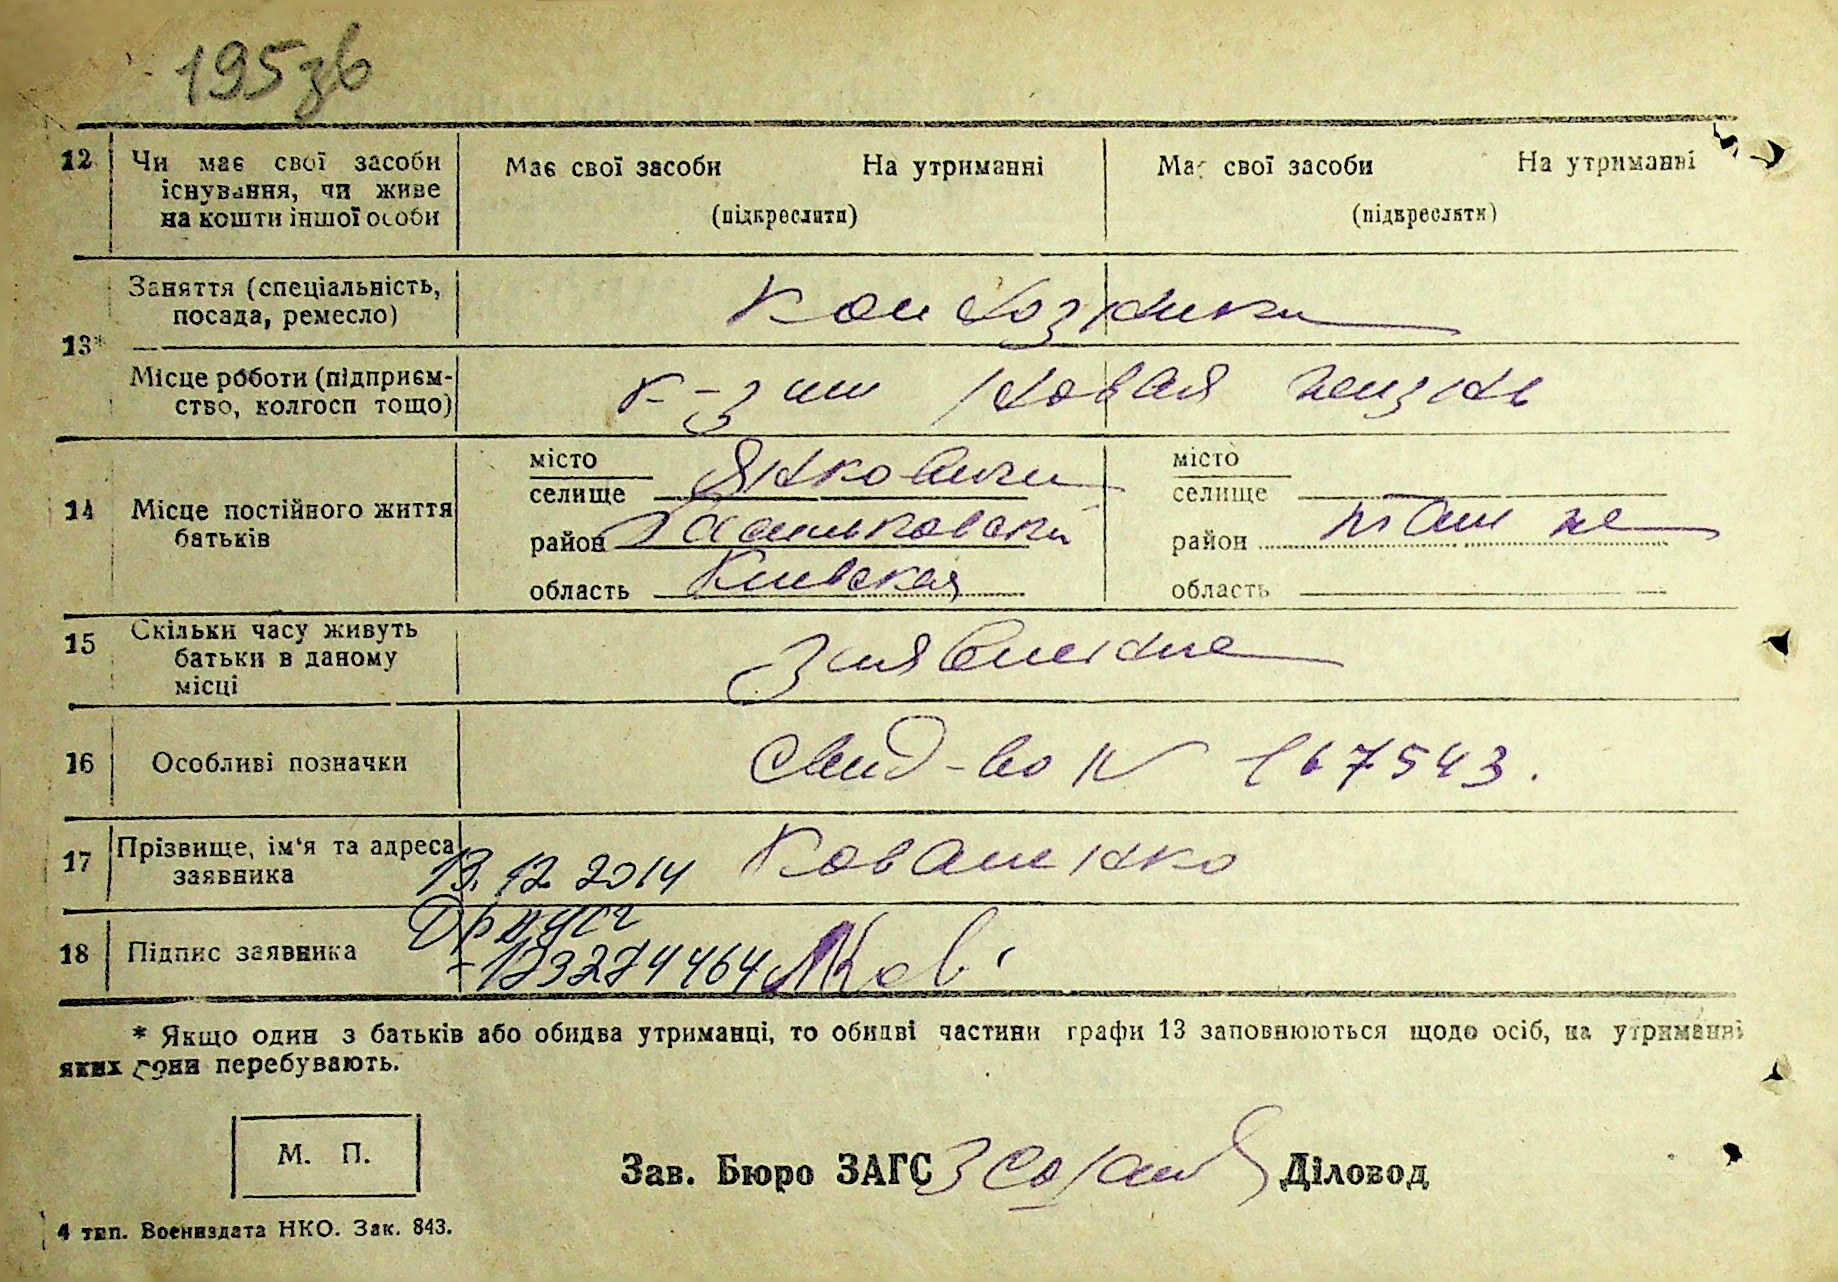 195зв
12 Чи має свої засоби існування, чи живе на кошти іншої особи
Має свої засоби На утриманні
(підкреслити)
Має свої засоби На утриманні
(підкреслити)
13*
Заняття (спеціальність, посада, ремесло)
Колхозники
Місце роботи (підприємство, колгосп тощо)
к-з им Новая жизнь
14 Місце постійного життя батьків
місто
селище Янковичи
район Васильковский
область Киевская
місто
селище
район там же
область
15 Скільки часу живуть батьки в даному місці
16 Особливі позначки
Свид-во N 167543.
17 Прізвище, ім'я та адреса заявника
Коваленко
13.12.2014
18 Підпис заявника
Ков
* Якщо один з батьків або обидва утриманці, то обидві частини графи 13 заповнюються щодо осіб, на утриманні
яких вони перебувають.
М. П.
Зав. Бюро ЗАГС
Діловод
4 тип. Воениздата НКО. Зак. 843.